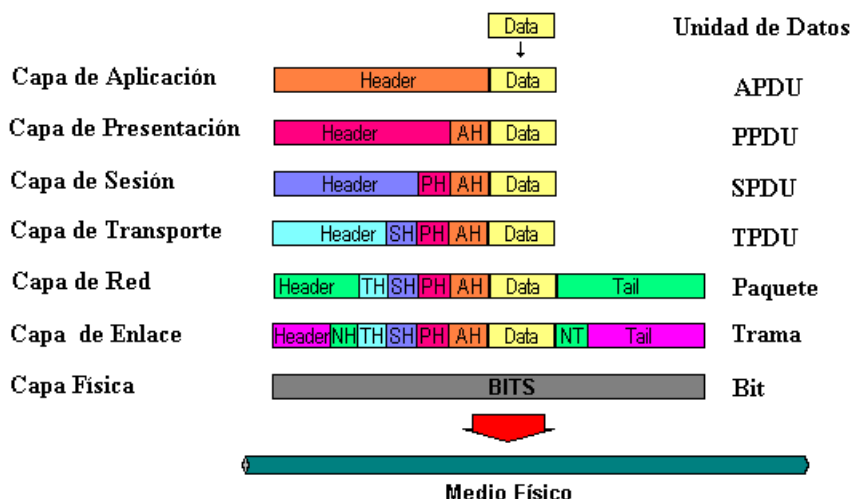 Data Unidad de Datos
Capa de Aplicación Header Data APDU
Capa de Presentación Header AH Data PPDU
Capa de Sesión Header PH AH Data SPDU
Capa de Transporte Header SH PH AH Data TPDU
Capa de Red Header TH SH PH AH Data Tail Paquete
Capa de Enlace Header NH TH SH PH AH Data NT Tail Trama
Capa Física BITS Bit
Medio Físico